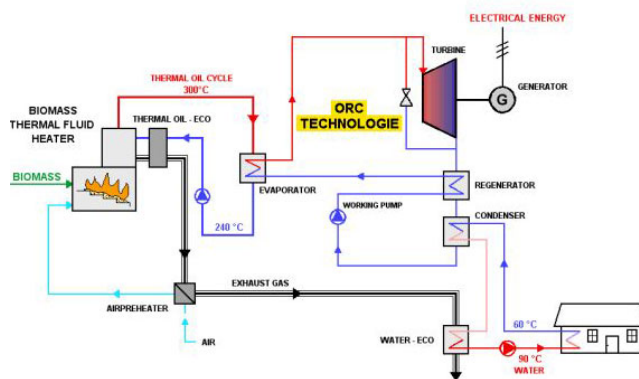 ELECTRICAL ENERGY
TURBINE
THERMAL OIL CYCLE
300°C
GENERATOR
G
BIOMASS
THERMAL FLUID
HEATER
THERMAL OIL - ECO
ORC
TECHNOLOGIE
BIOMASS
EVAPORATOR
REGENERATOR
WORKING PUMP
CONDENSER
240 °C
EXHAUST GAS
AIRPREHEATER
60 °C
AIR
WATER - ECO
90 °C
WATER